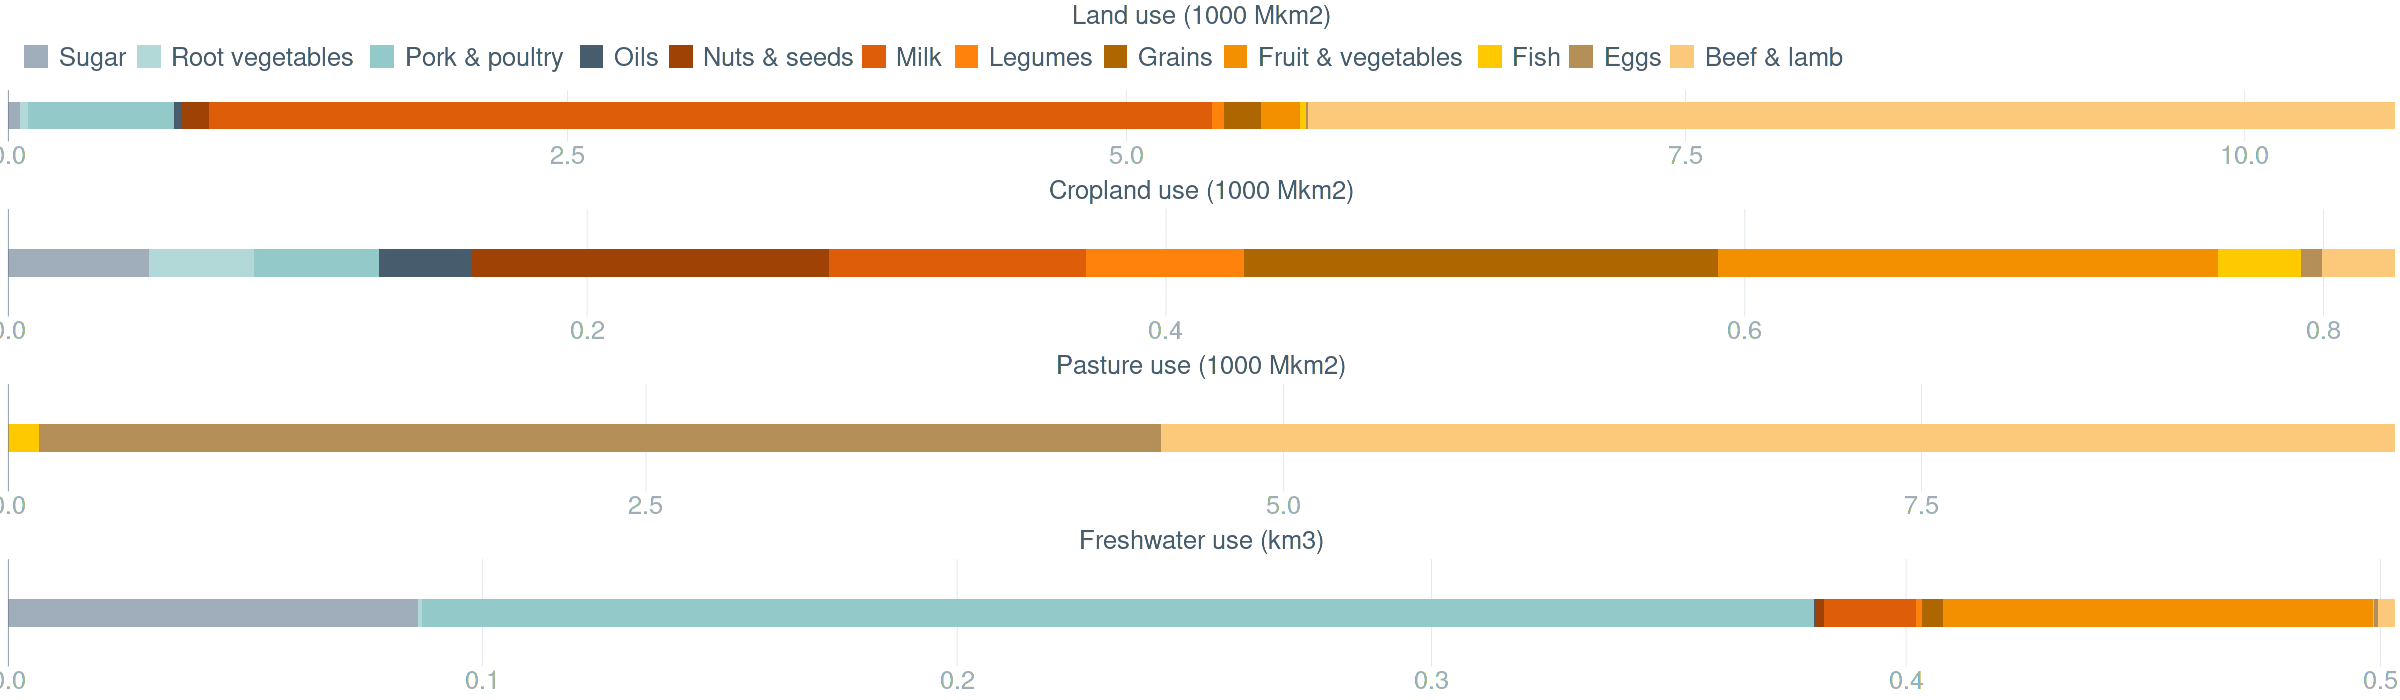 Land use (1000 Mkm2)
Sugar Root vegetables Pork & poultry Oils Nuts & seeds Milk Legumes Grains Fruit & vegetables Fish Eggs Beef & lamb
0.0 2.5 5.0 7.5 10.0
Cropland use (1000 Mkm2)
0.0 0.2 0.4 0.6 0.8
Pasture use (1000 Mkm2)
0.0 2.5 5.0 7.5
Freshwater use (km3)
0.0 0.1 0.2 0.3 0.4 0.5